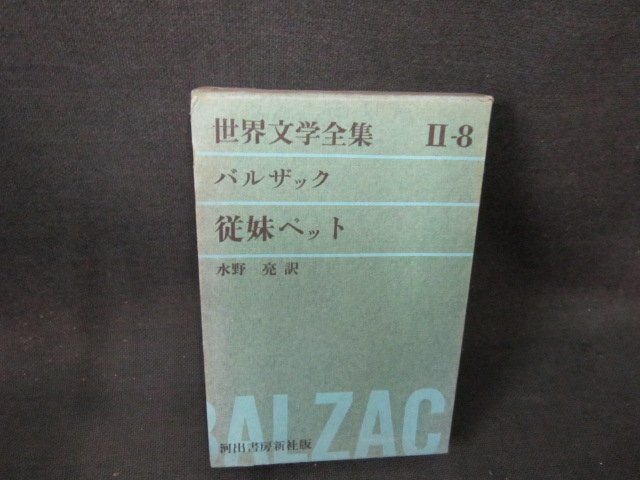 世界文学全集 II-8
バルザック
従妹ベット
水野 亮 訳
BALZAC
河出書房新社版